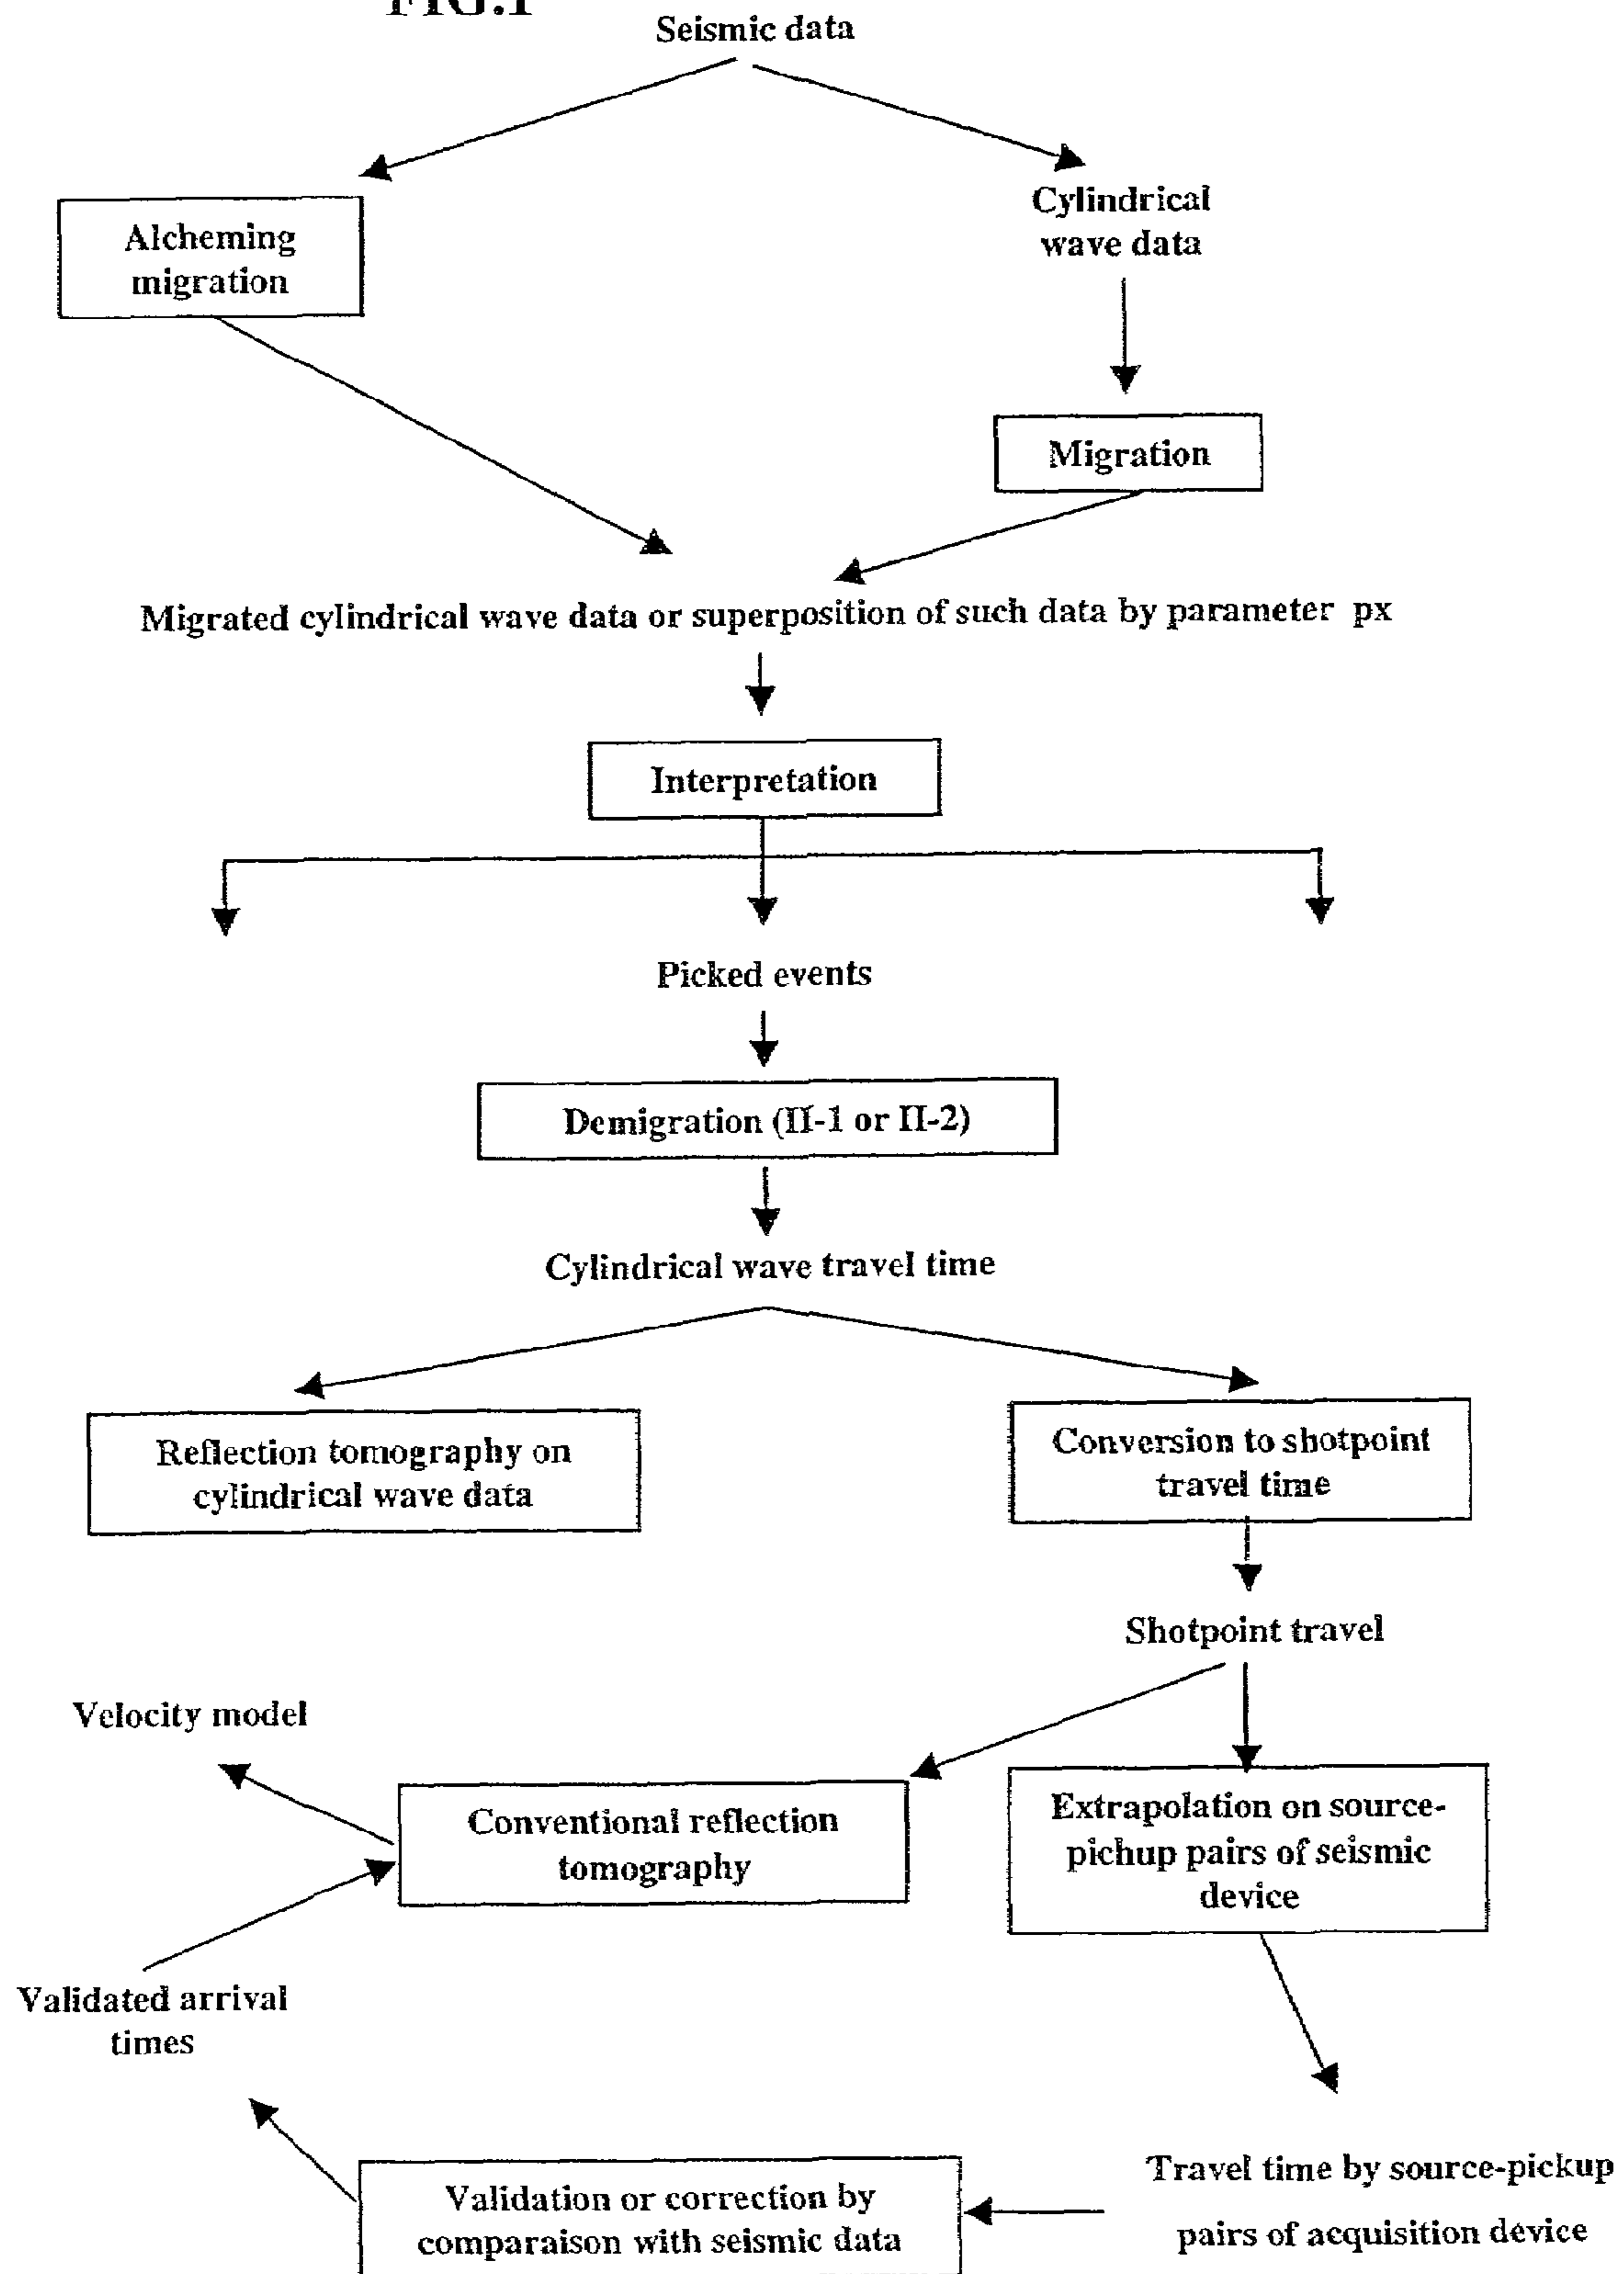 FIG.1
Seismic data
Alcheming
migration
Cylindrical
wave data
Migration
Migrated cylindrical wave data or superposition of such data by parameter px
Interpretation
Picked events
Demigration (II-1 or II-2)
Cylindrical wave travel time
Reflection tomography on
cylindrical wave data
Conversion to shotpoint
travel time
Shotpoint travel
Velocity model
Conventional reflection
tomography
Extrapolation on source-
pichup pairs of seismic
device
Validated arrival
times
Travel time by source-pickup
pairs of acquisition device
Validation or correction by
comparaison with seismic data